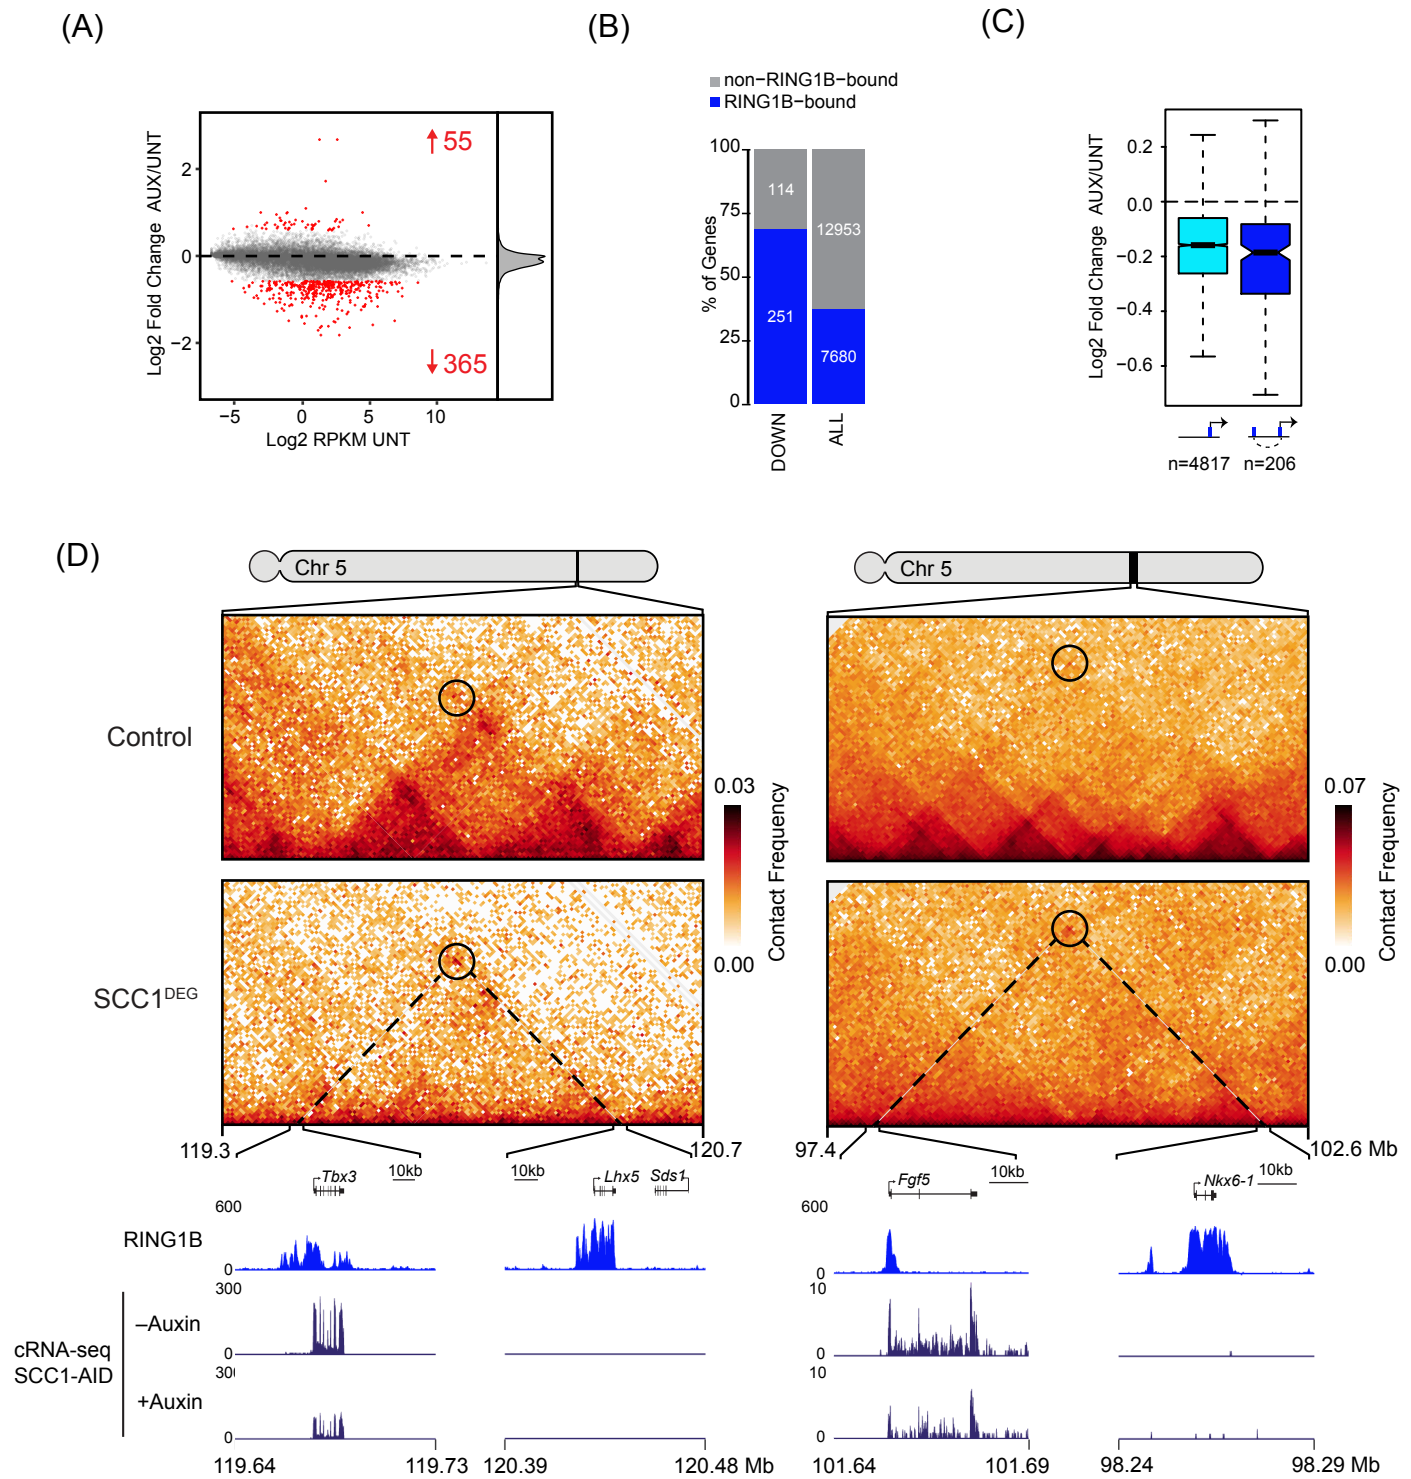 (A)
(B)
(C)
non−RING1B−bound
RING1B−bound
Log2 Fold Change AUX/UNT
2
0
−2
↑ 55
↓ 365
−5
0
5
10
Log2 RPKM UNT
% of Genes
100
75
50
25
0
114
251
12953
7680
DOWN
ALL
Log2 Fold Change AUX/UNT
0.2
0.0
−0.2
−0.4
−0.6
n=4817
n=206
(D)
Chr 5
Chr 5
Control
0.03
0.00
Contact Frequency
0.07
0.00
Contact Frequency
SCC1DEG
119.3
120.7
97.4
102.6 Mb
Tbx3
10kb
10kb
Lhx5
Sds1
Fgf5
10kb
Nkx6-1
10kb
RING1B
600
0
600
0
cRNA-seq
SCC1-AID
–Auxin
300
0
10
0
+Auxin
300
0
10
0
119.64
119.73
120.39
120.48 Mb
101.64
101.69
98.24
98.29 Mb